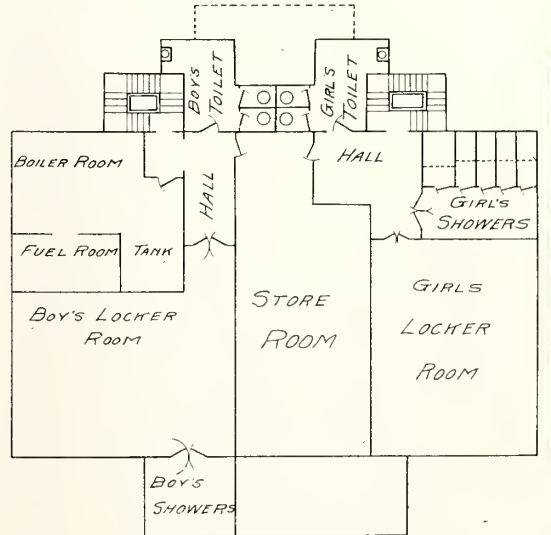 BOY'S
TOILET
GIRL'S
TOILET
BOILER ROOM
HALL
HALL
GIRL'S
SHOWERS
FUEL ROOM
TANK
BOY'S LOCKER
ROOM
STORE
ROOM
GIRLS
LOCKER
ROOM
BOY'S
SHOWERS